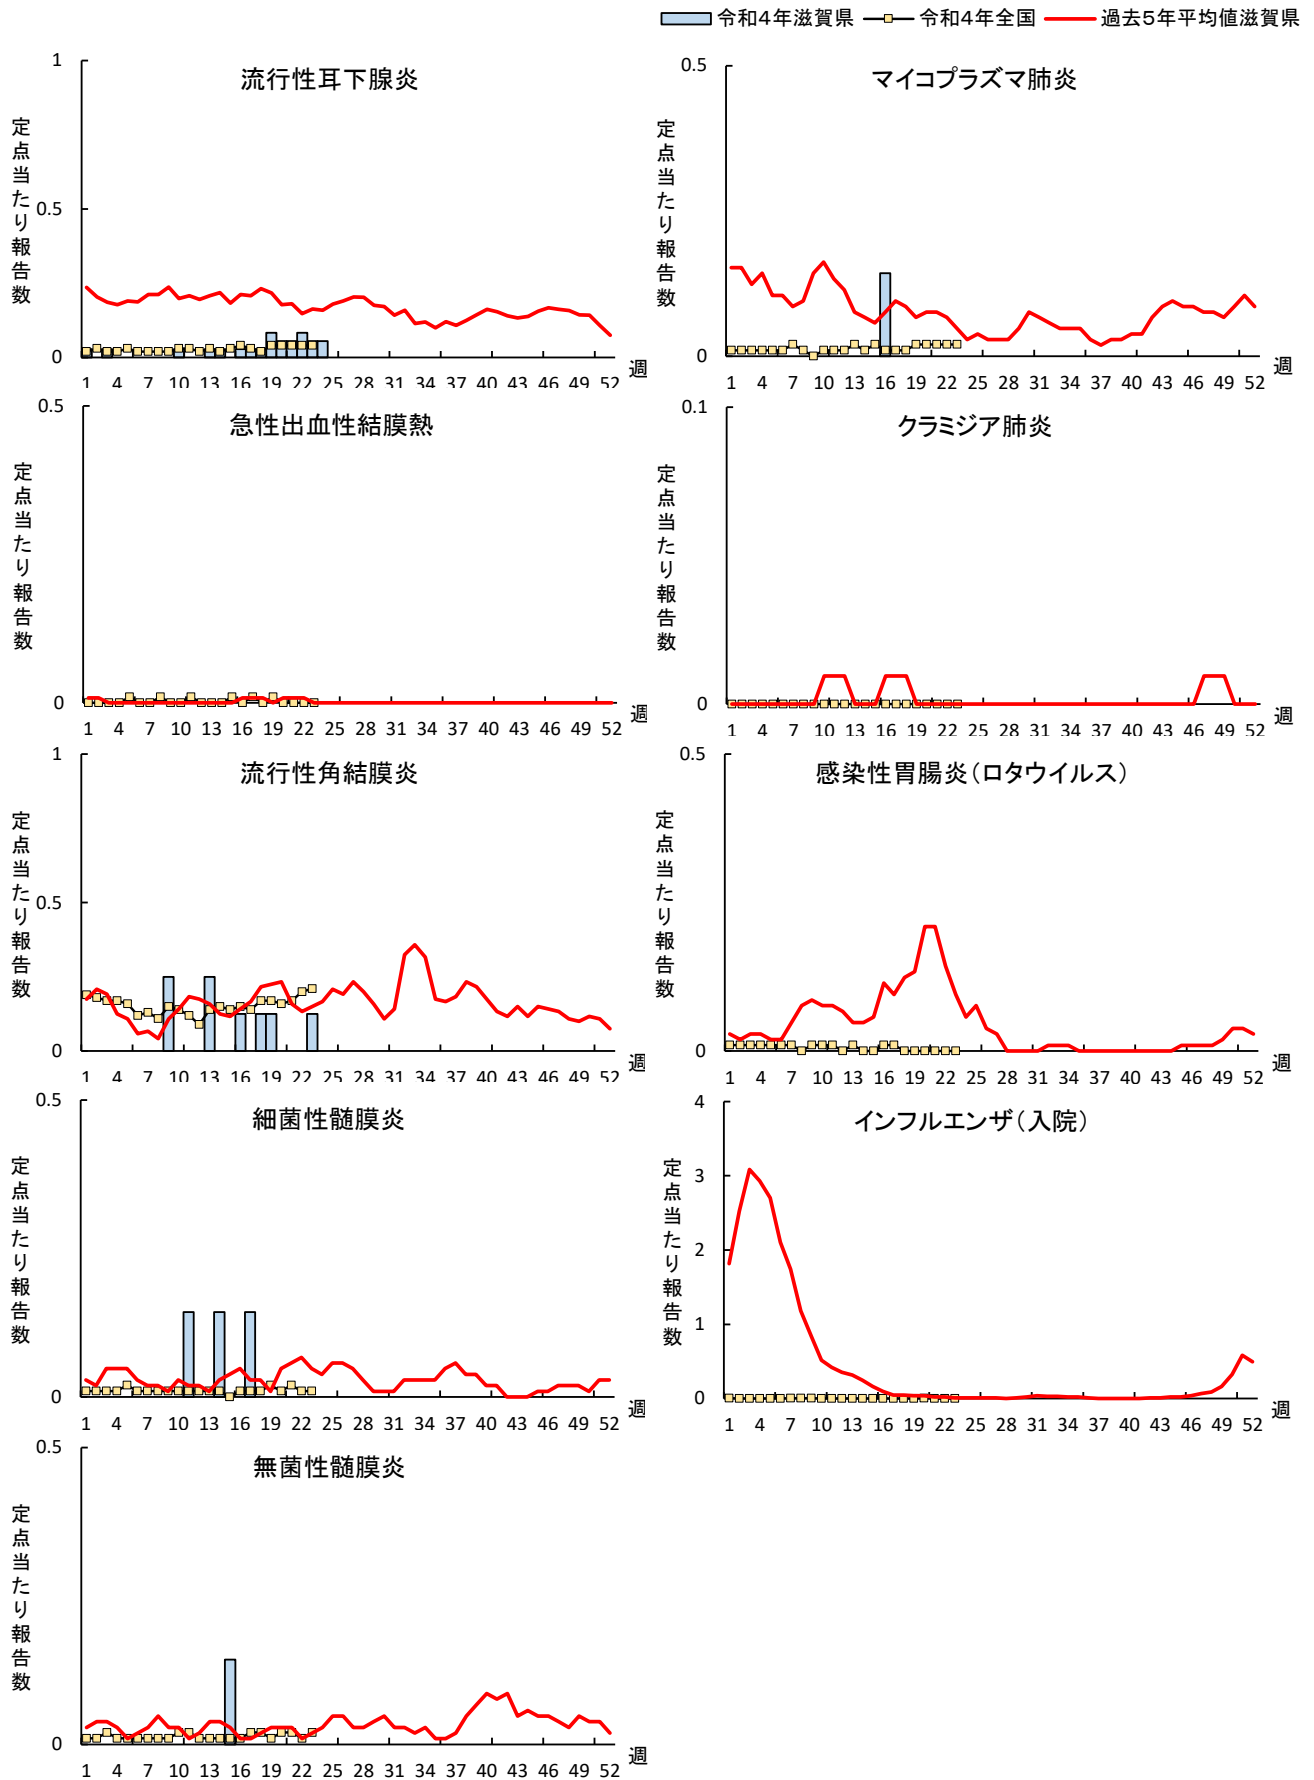 令和４年滋賀県 令和４年全国 過去５年平均値滋賀県
流行性耳下腺炎
定点当たり報告数
1
0.5
0
1 4 7 10 13 16 19 22 25 28 31 34 37 40 43 46 49 52 週
マイコプラズマ肺炎
定点当たり報告数
0.5
0
1 4 7 10 13 16 19 22 25 28 31 34 37 40 43 46 49 52 週
急性出血性結膜熱
定点当たり報告数
0.5
0
1 4 7 10 13 16 19 22 25 28 31 34 37 40 43 46 49 52 週
クラミジア肺炎
定点当たり報告数
0.1
0
1 4 7 10 13 16 19 22 25 28 31 34 37 40 43 46 49 52 週
流行性角結膜炎
定点当たり報告数
1
0.5
0
1 4 7 10 13 16 19 22 25 28 31 34 37 40 43 46 49 52 週
感染性胃腸炎（ロタウイルス）
定点当たり報告数
0.5
0
1 4 7 10 13 16 19 22 25 28 31 34 37 40 43 46 49 52 週
細菌性髄膜炎
定点当たり報告数
0.5
0
1 4 7 10 13 16 19 22 25 28 31 34 37 40 43 46 49 52 週
インフルエンザ（入院）
定点当たり報告数
4
3
2
1
0
1 4 7 10 13 16 19 22 25 28 31 34 37 40 43 46 49 52 週
無菌性髄膜炎
定点当たり報告数
0.5
0
1 4 7 10 13 16 19 22 25 28 31 34 37 40 43 46 49 52 週